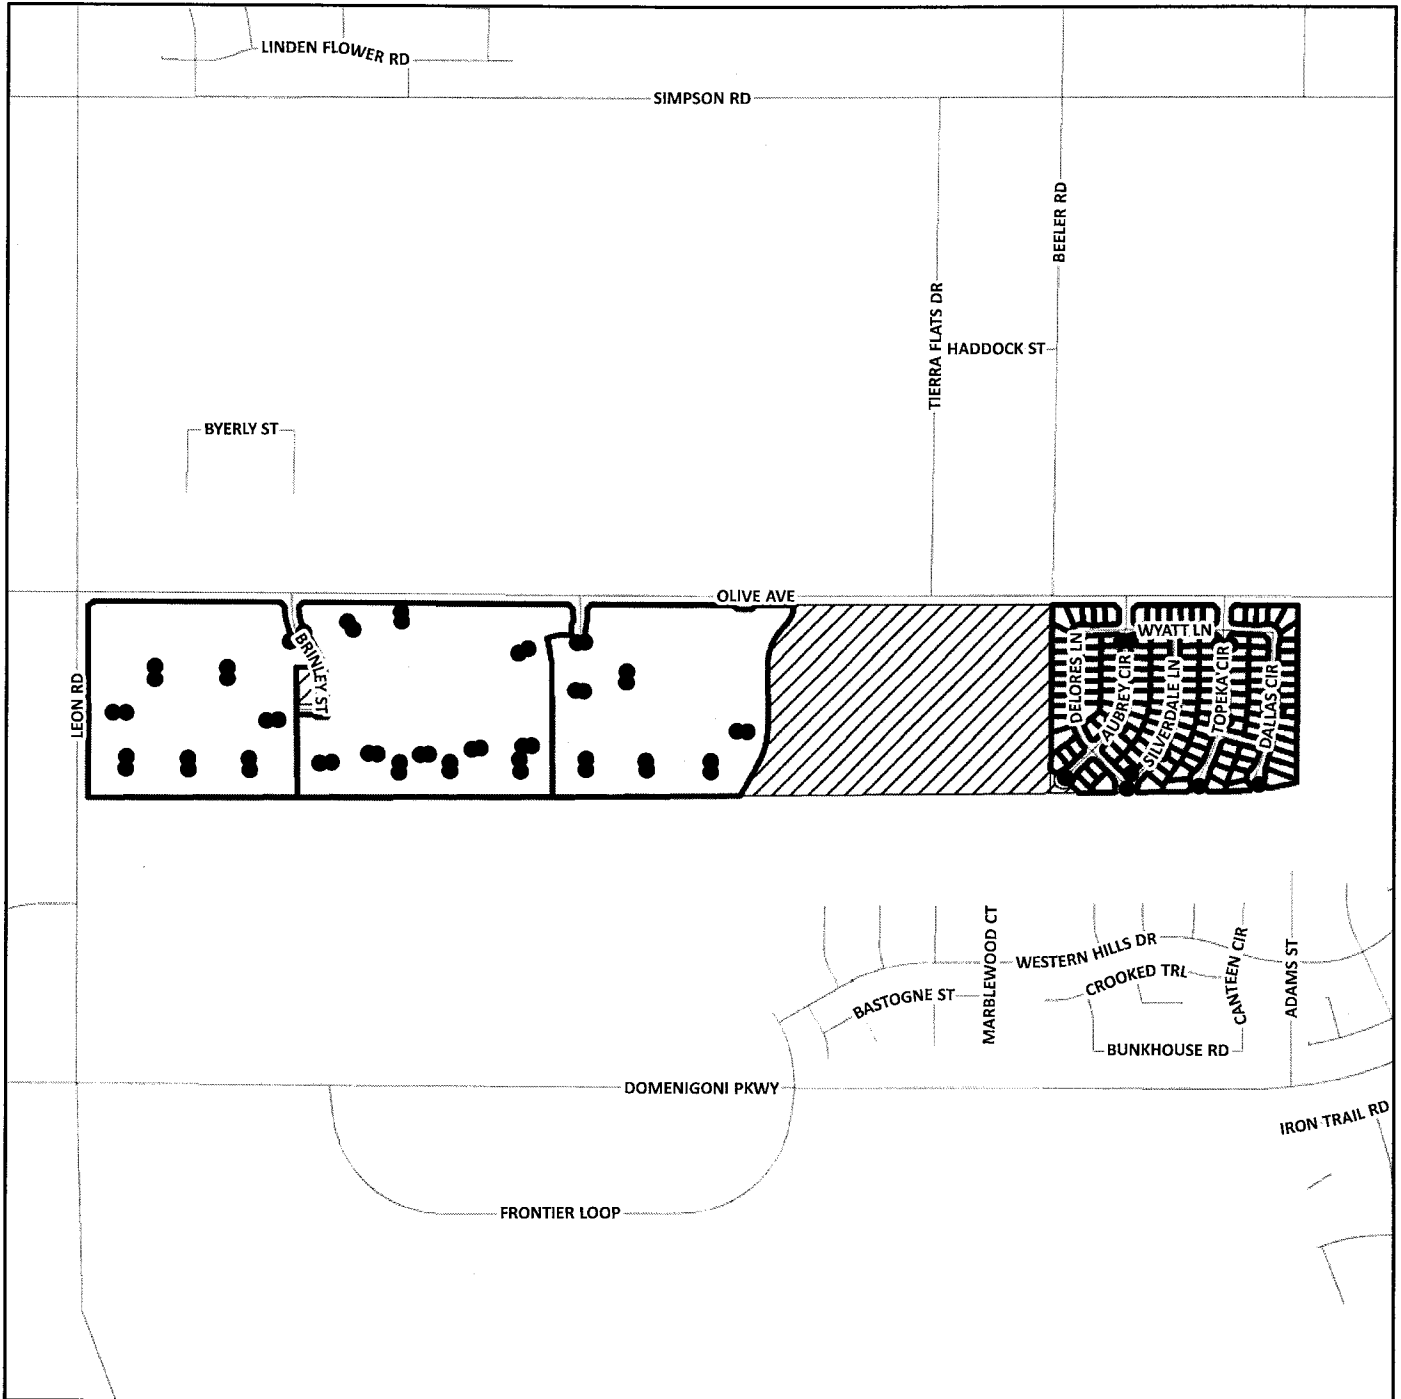 LINDEN FLOWER RD
SIMPSON RD
BEELER RD
TIERRA FLATS DR
HADDOCK ST
BYERLY ST
OLIVE AVE
LEON RD
BRINLEY ST
WYATT LN
DELORES LN
AUBREY CIR
SILVERDALE LN
TOPEKA CIR
DALLAS CIR
MARBLEWOOD CT
WESTERN HILLS DR
CROOKED TRL
CANTEEN CIR
ADAMS ST
BASTOGNE ST
BUNKHOUSE RD
DOMENIGONI PKWY
IRON TRAIL RD
FRONTIER LOOP